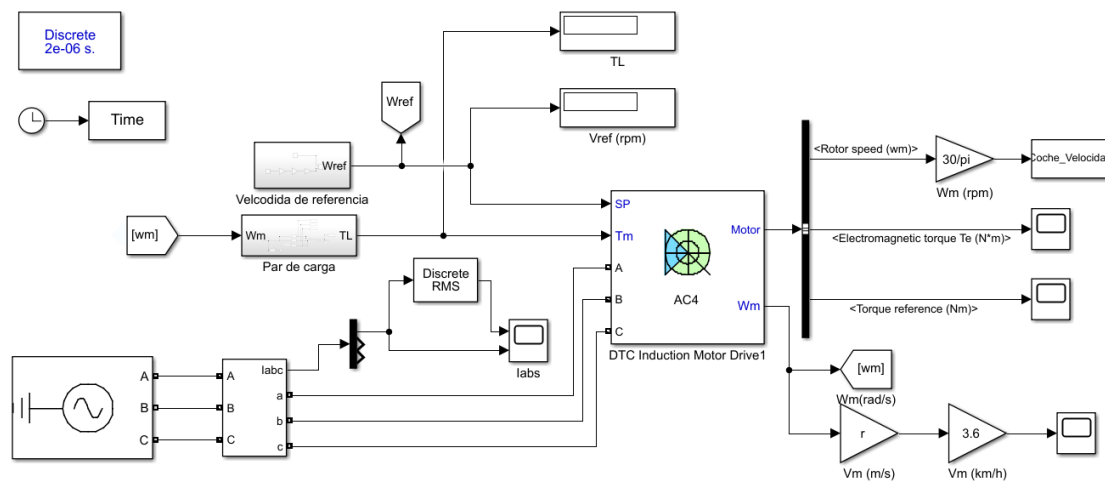 Discrete
2e-06 s.
Time
TL
Wref
Vref (rpm)
Wref
Velcodida de referencia
[wm]
Wm
TL
Par de carga
Discrete
RMS
Iabs
SP
Tm
A
B
C
Motor
Wm
AC4
DTC Induction Motor Drive1
<Rotor speed (wm)>
30/pi
Wm (rpm)
Coche_Velocida
<Electromagnetic torque Te (N*m)>
<Torque reference (Nm)>
[wm]
Wm(rad/s)
r
Vm (m/s)
3.6
Vm (km/h)
A
B
C
A
B
C
Iabc
a
b
c